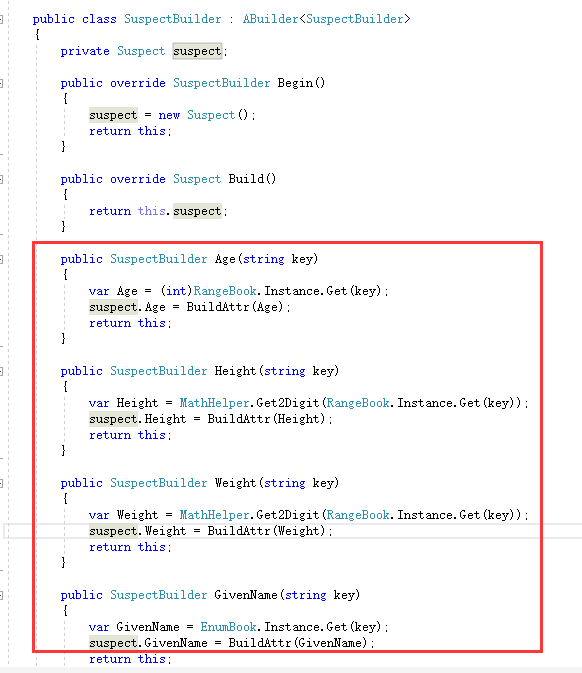 public class SuspectBuilder : ABuilder<SuspectBuilder>
{
private Suspect suspect;
public override SuspectBuilder Begin()
{
suspect = new Suspect();
return this;
}
public override Suspect Build()
{
return this.suspect;
}
public SuspectBuilder Age(string key)
{
var Age = (int)RangeBook.Instance.Get(key);
suspect.Age = BuildAttr(Age);
return this;
}
public SuspectBuilder Height(string key)
{
var Height = MathHelper.Get2Digit(RangeBook.Instance.Get(key));
suspect.Height = BuildAttr(Height);
return this;
}
public SuspectBuilder Weight(string key)
{
var Weight = MathHelper.Get2Digit(RangeBook.Instance.Get(key));
suspect.Weight = BuildAttr(Weight);
return this;
}
public SuspectBuilder GivenName(string key)
{
var GivenName = EnumBook.Instance.Get(key);
suspect.GivenName = BuildAttr(GivenName);
return this;